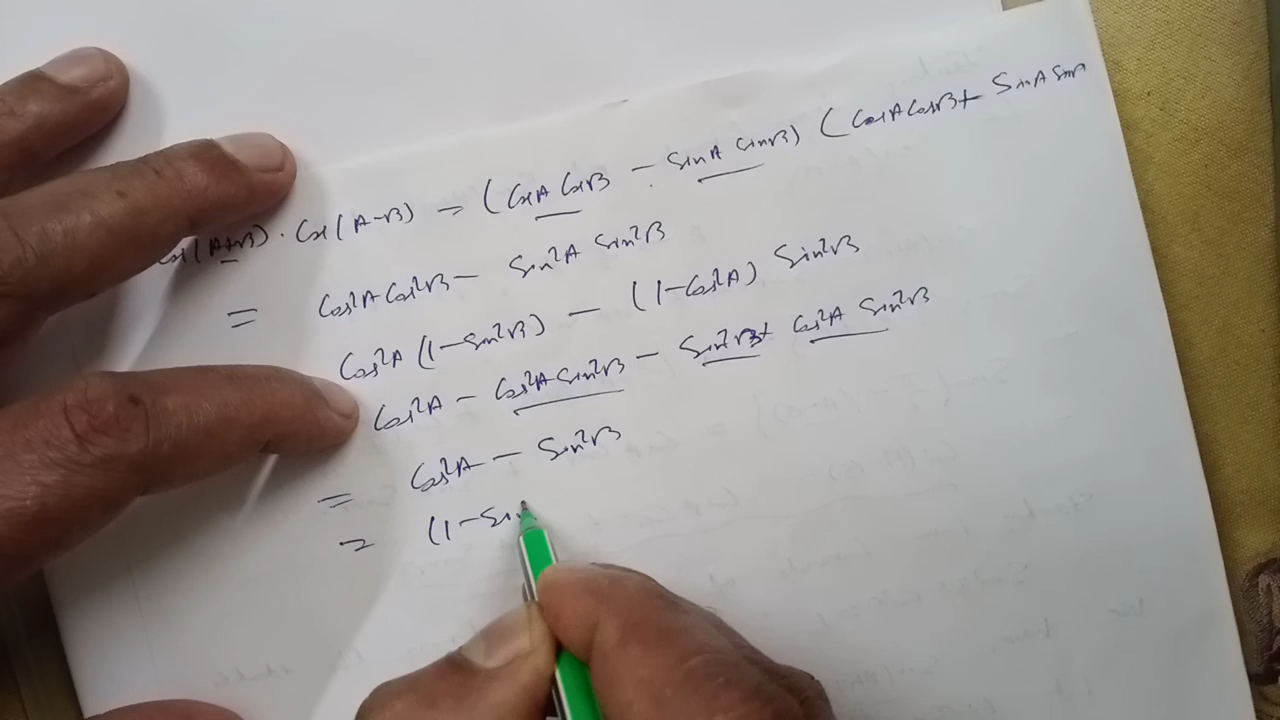 Cos(A+B) . Cos(A-B) = (CosA CosB - SinA SinB) (CosA CosB + SinA Sin
= Cos²A Cos²B - Sin²A Sin²B
Cos²A (1-Sin²B) - (1-Cos²A) Sin²B
Cos²A - Cos²A Sin²B - Sin²B + Cos²A Sin²B
= Cos²A - Sin²B
= (1-Sin